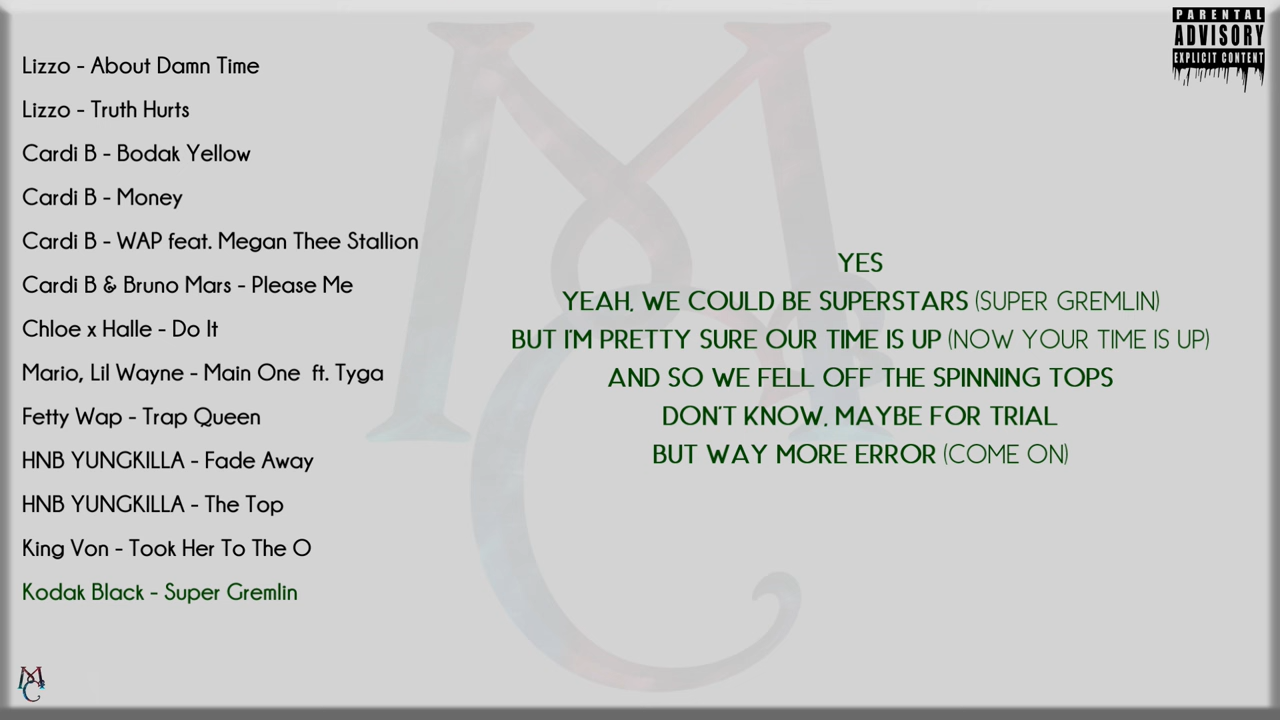 PARENTAL
ADVISORY
EXPLICIT CONTENT
Lizzo - About Damn Time
Lizzo - Truth Hurts
Cardi B - Bodak Yellow
Cardi B - Money
Cardi B - WAP feat. Megan Thee Stallion
Cardi B & Bruno Mars - Please Me
Chloe x Halle - Do It
Mario, Lil Wayne - Main One  ft. Tyga
Fetty Wap - Trap Queen
HNB YUNGKILLA - Fade Away
HNB YUNGKILLA - The Top
King Von - Took Her To The O
Kodak Black - Super Gremlin
YES
YEAH, WE COULD BE SUPERSTARS (SUPER GREMLIN)
BUT I'M PRETTY SURE OUR TIME IS UP (NOW YOUR TIME IS UP)
AND SO WE FELL OFF THE SPINNING TOPS
DON'T KNOW, MAYBE FOR TRIAL
BUT WAY MORE ERROR (COME ON)
MC
MC